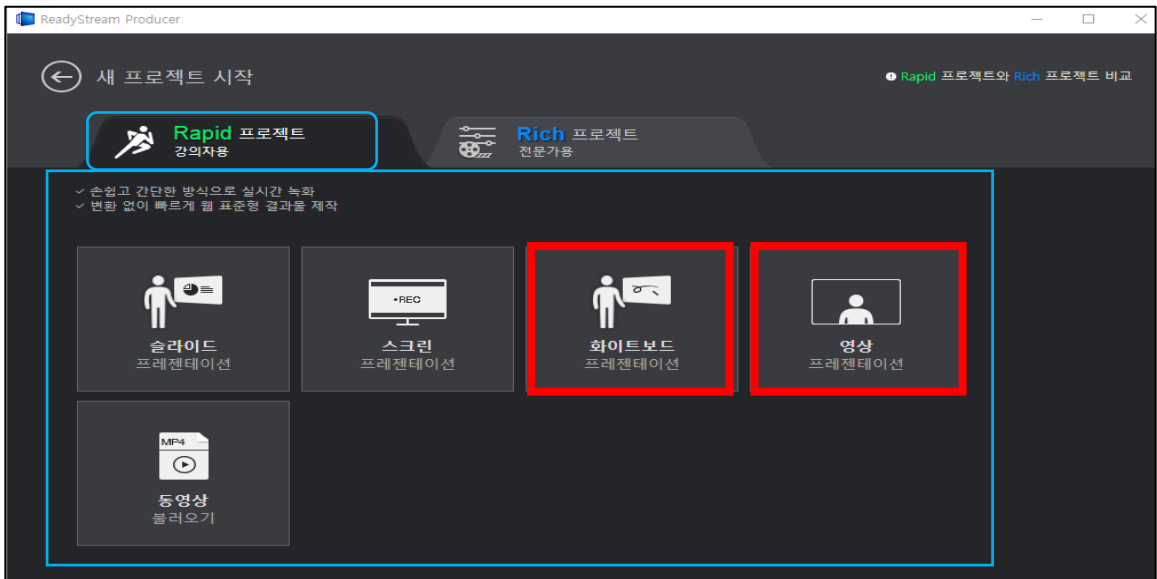 ReadyStream Producer
새 프로젝트 시작
Rapid 프로젝트와 Rich 프로젝트 비교
Rapid 프로젝트
강의자용
Rich 프로젝트
전문가용
손쉽고 간단한 방식으로 실시간 녹화
변환 없이 빠르게 웹 표준형 결과물 제작
•REC
슬라이드
프레젠테이션
스크린
프레젠테이션
화이트보드
프레젠테이션
영상
프레젠테이션
MP4
동영상
불러오기